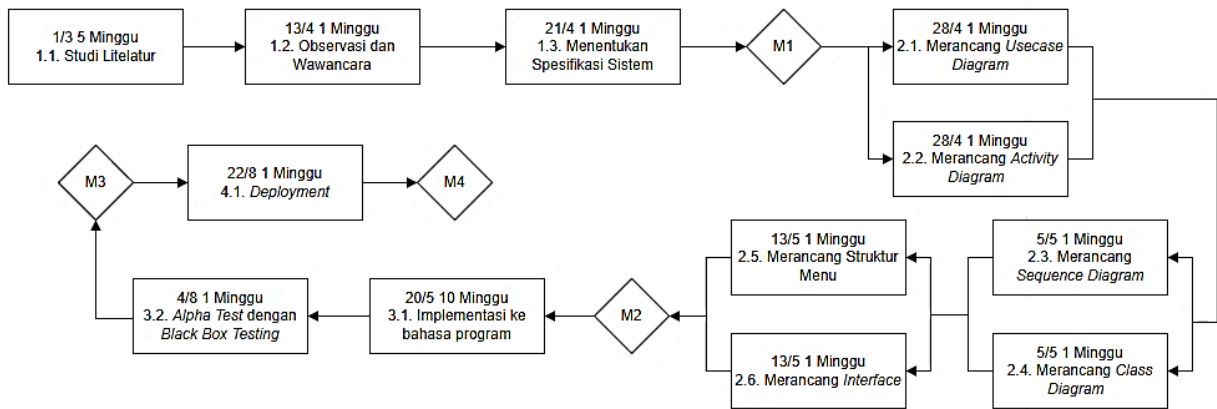 1/3 5 Minggu
1.1. Studi Litelatur
13/4 1 Minggu
1.2. Observasi dan
Wawancara
21/4 1 Minggu
1.3. Menentukan
Spesifikasi Sistem
M1
28/4 1 Minggu
2.1. Merancang Usecase
Diagram
28/4 1 Minggu
2.2. Merancang Activity
Diagram
5/5 1 Minggu
2.3. Merancang
Sequence Diagram
5/5 1 Minggu
2.4. Merancang Class
Diagram
13/5 1 Minggu
2.5. Merancang Struktur
Menu
13/5 1 Minggu
2.6. Merancang Interface
M2
20/5 10 Minggu
3.1. Implementasi ke
bahasa program
4/8 1 Minggu
3.2. Alpha Test dengan
Black Box Testing
M3
22/8 1 Minggu
4.1. Deployment
M4